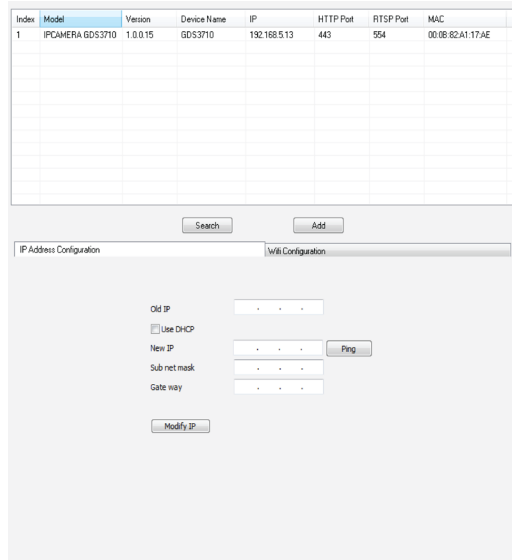 Index Model Version Device Name IP HTTP Port RTSP Port MAC
1 IPCAMERA GDS3710 1.0.0.15 GDS3710 192.168.5.13 443 554 00:0B:82:A1:17:AE
Search Add
IP Address Configuration Wifi Configuration
Old IP . . .
Use DHCP
New IP . . . Ping
Sub net mask . . .
Gate way . . .
Modify IP